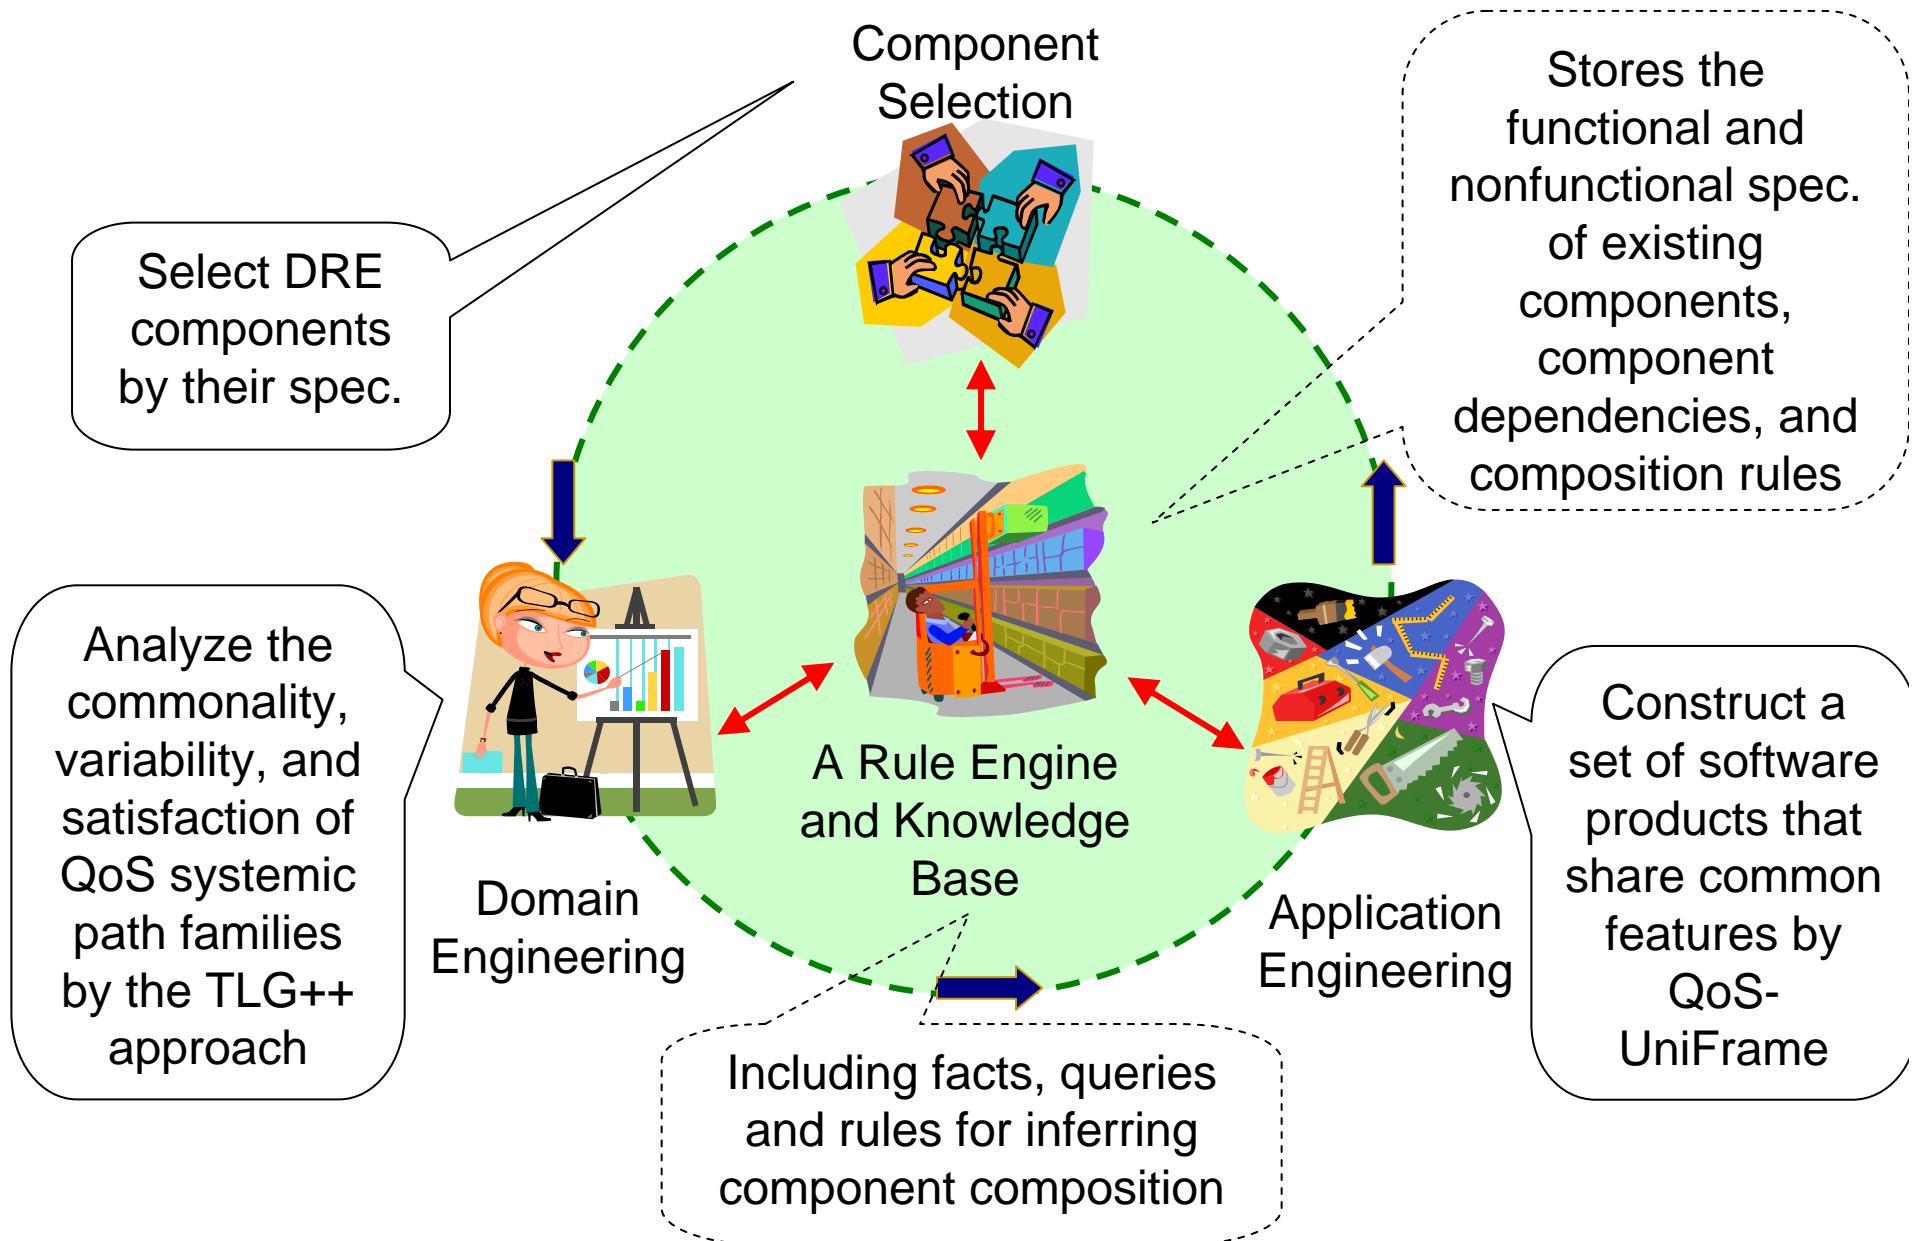 Component
Selection
Stores the
functional and
nonfunctional spec.
of existing
components,
component
dependencies, and
composition rules
Select DRE
components
by their spec.
Analyze the
commonality,
variability, and
satisfaction of
QoS systemic
path families
by the TLG++
approach
Domain
Engineering
A Rule Engine
and Knowledge
Base
Application
Engineering
Construct a
set of software
products that
share common
features by
QoS-
UniFrame
Including facts, queries
and rules for inferring
component composition